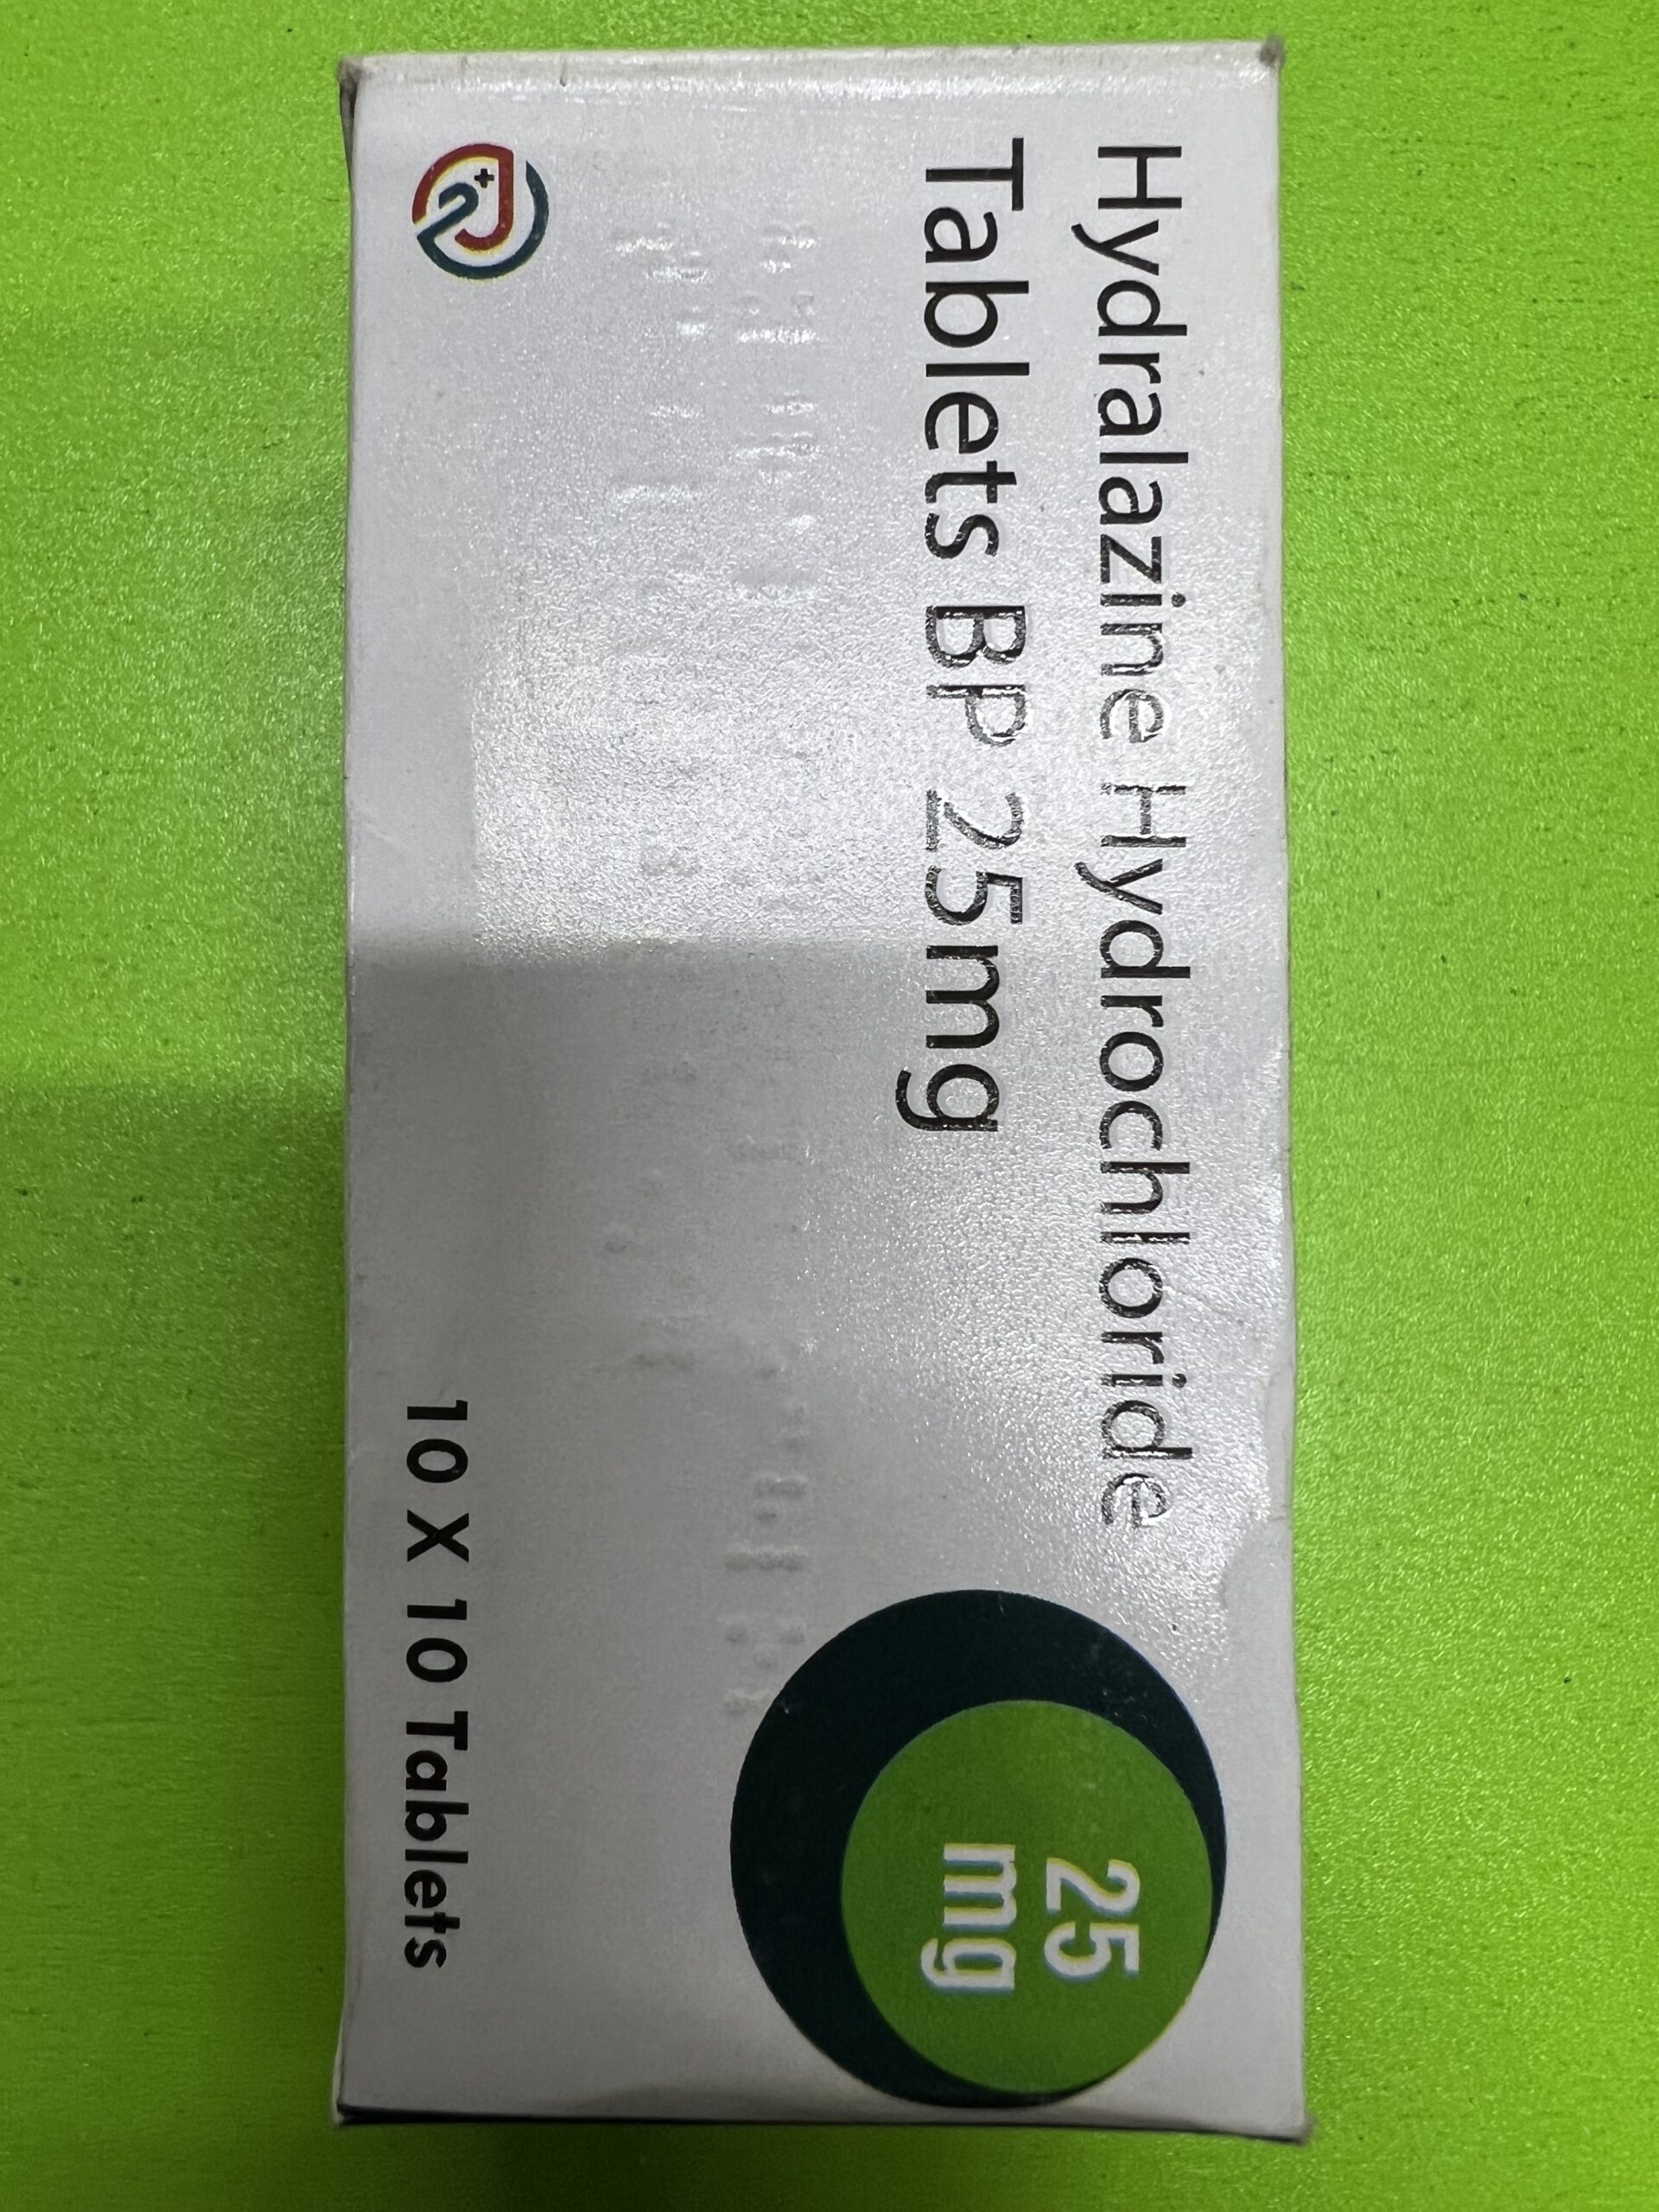 Hydralazine Hydrochloride
Tablets BP 25mg
25
mg
10 X 10 Tablets